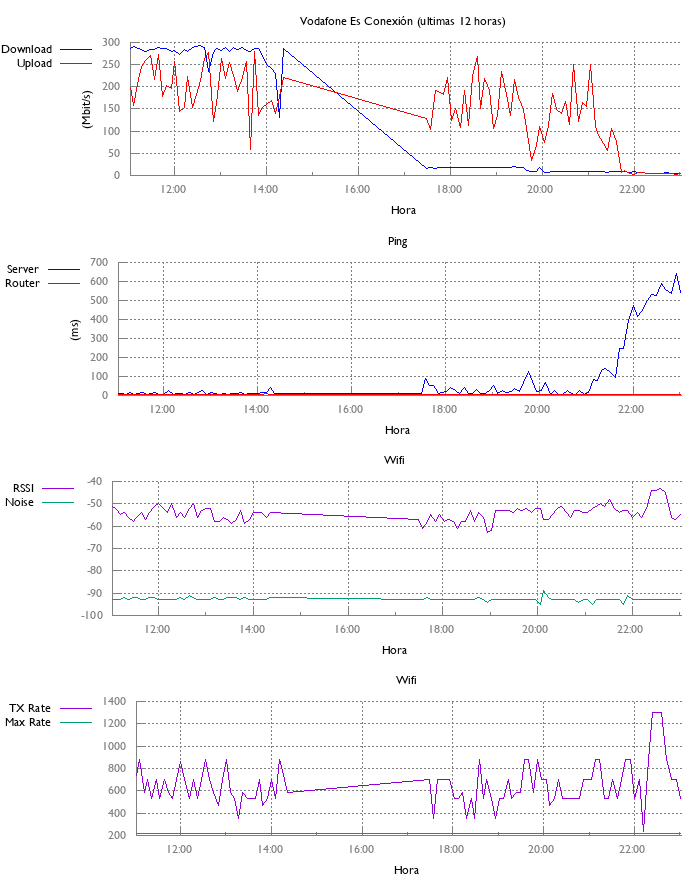 Vodafone Es Conexión (ultimas 12 horas)
Download
Upload
300
250
200
150
100
50
0
(Mbit/s)
12:00 14:00 16:00 18:00 20:00 22:00
Hora
Ping
Server
Router
700
600
500
400
300
200
100
0
(ms)
12:00 14:00 16:00 18:00 20:00 22:00
Hora
Wifi
RSSI
Noise
-40
-50
-60
-70
-80
-90
-100
12:00 14:00 16:00 18:00 20:00 22:00
Hora
Wifi
TX Rate
Max Rate
1400
1200
1000
800
600
400
200
12:00 14:00 16:00 18:00 20:00 22:00
Hora